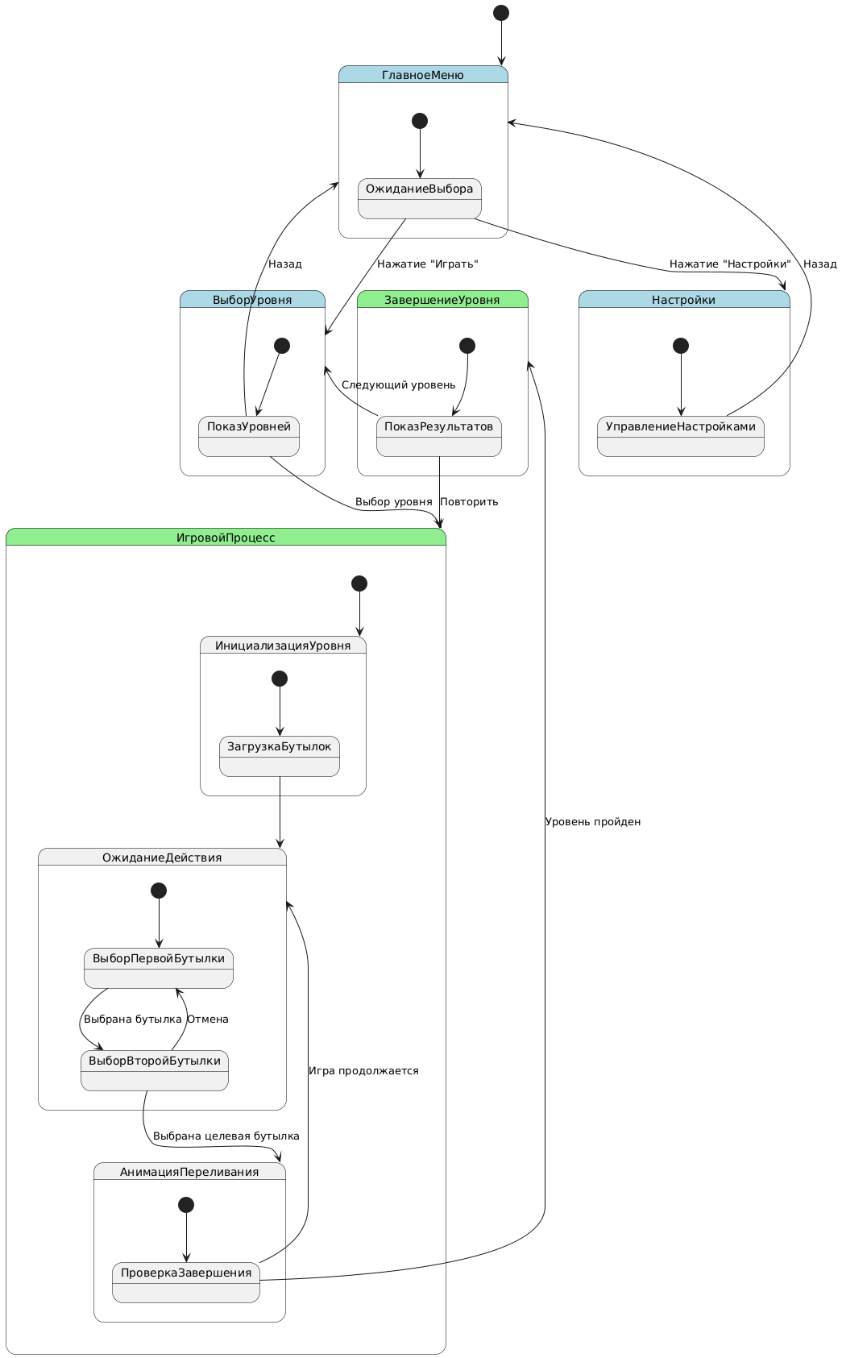 ГлавноеМеню
ОжиданиеВыбора
Назад
Нажатие "Играть"
Нажатие "Настройки"
Назад
ВыборУровня
ЗавершениеУровня
Настройки
Следующий уровень
ПоказУровней
ПоказРезультатов
УправлениеНастройками
Выбор уровня
Повторить
ИгровойПроцесс
ИнициализацияУровня
ЗагрузкаБутылок
Уровень пройден
ОжиданиеДействия
ВыборПервойБутылки
Выбрана бутылка
Отмена
ВыборВторойБутылки
Игра продолжается
Выбрана целевая бутылка
АнимацияПереливания
ПроверкаЗавершения